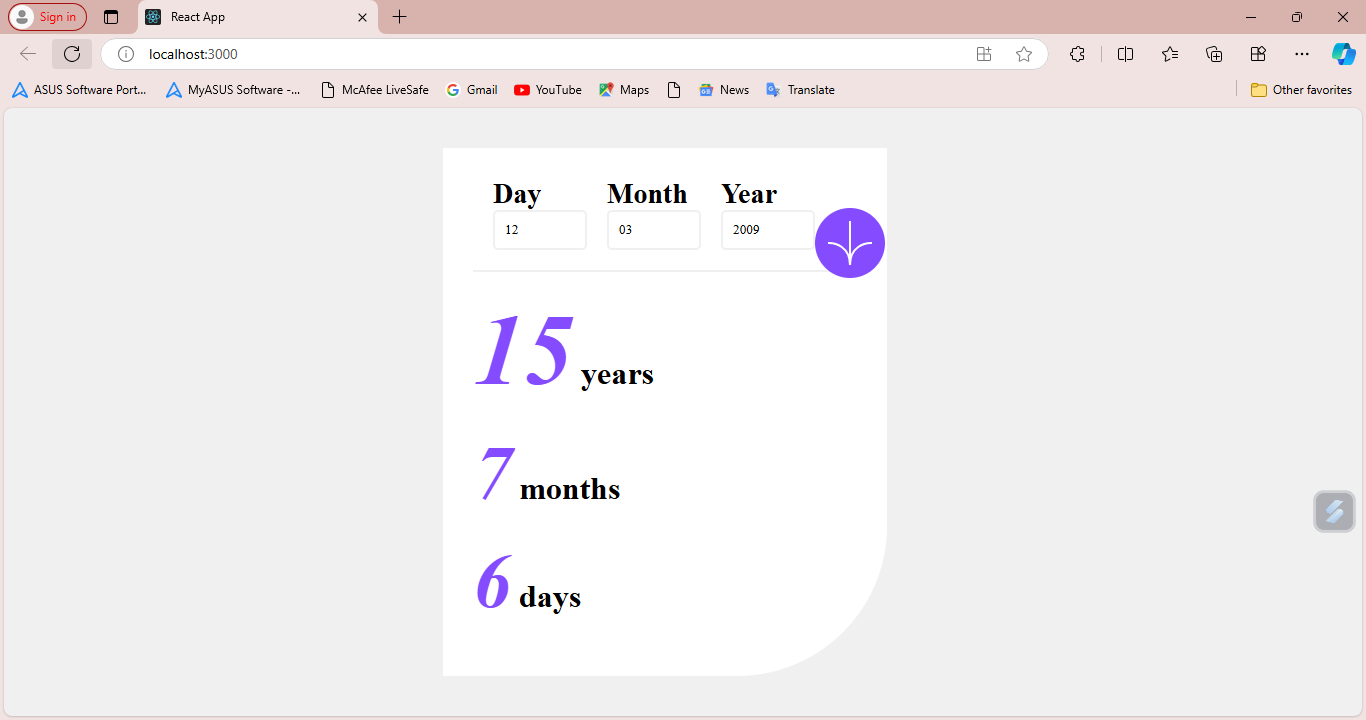 Sign in
React App
localhost:3000
ASUS Software Port...
MyASUS Software -...
McAfee LiveSafe
Gmail
YouTube
Maps
News
Translate
Other favorites
Day Month Year
12 03 2009
15 years
7 months
6 days